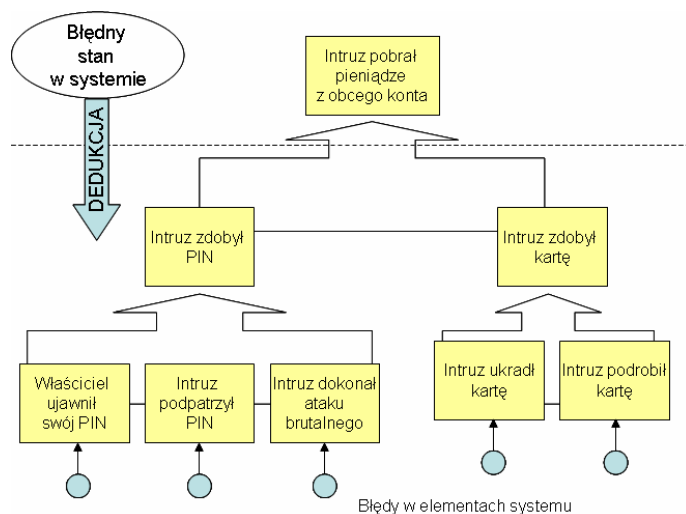 Błędny
stan
w systemie
Intruz pobrał
pieniądze
z obcego konta
DEDUKCJA
Intruz zdobył
PIN
Intruz zdobył
kartę
Właściciel
ujawnił
swój PIN
Intruz
podpatrzył
PIN
Intruz dokonał
ataku
brutalnego
Intruz ukradł
kartę
Intruz podrobił
kartę
Błędy w elementach systemu